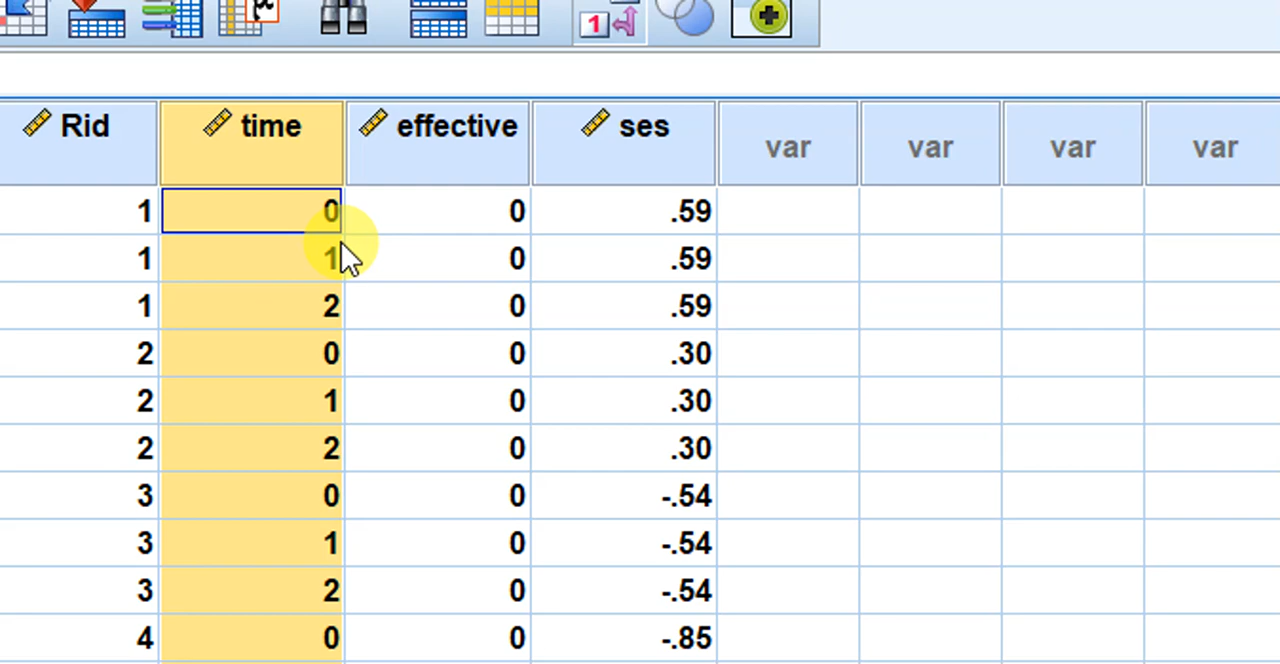 1
Rid time effective ses var var var var
1 0 0 .59
1 1 0 .59
1 2 0 .59
2 0 0 .30
2 1 0 .30
2 2 0 .30
3 0 0 -.54
3 1 0 -.54
3 2 0 -.54
4 0 0 -.85